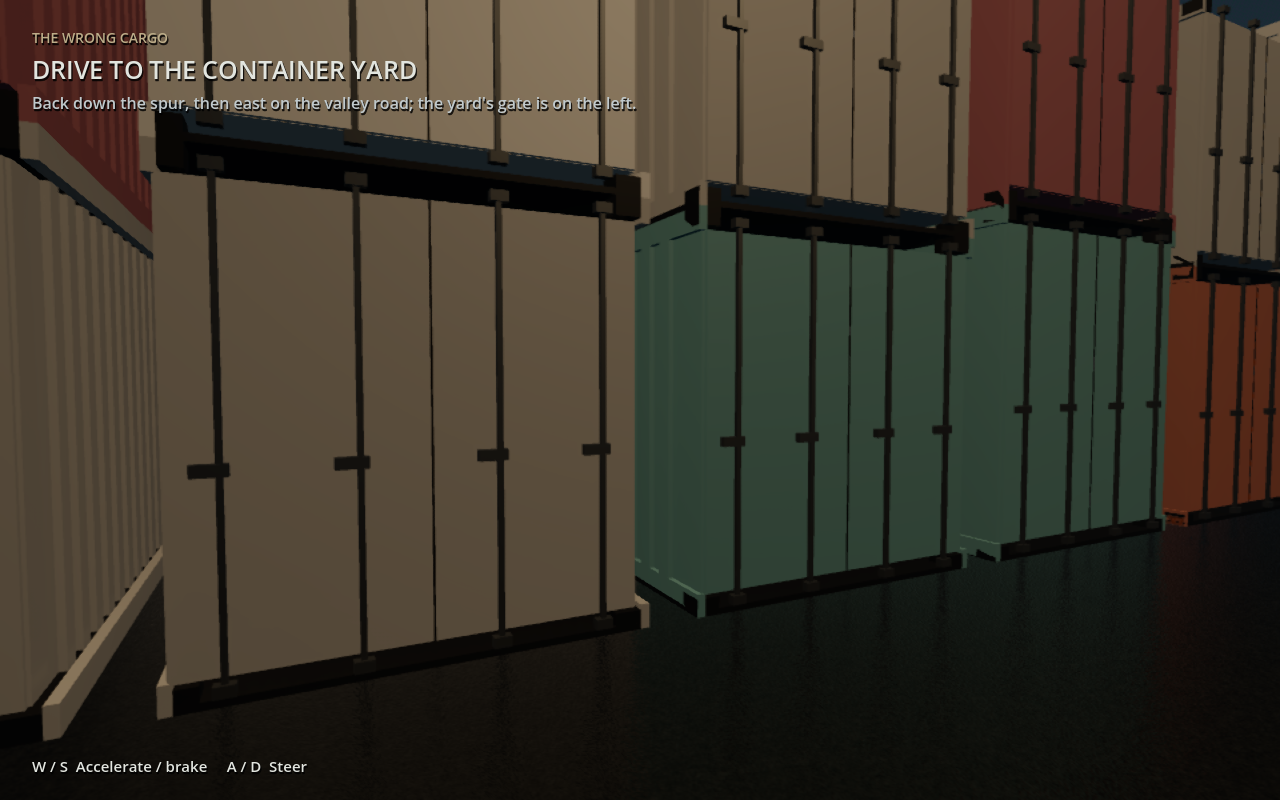 THE WRONG CARGO
DRIVE TO THE CONTAINER YARD
Back down the spur, then east on the valley road; the yard's gate is on the left.
W / S  Accelerate / brake  A / D  Steer